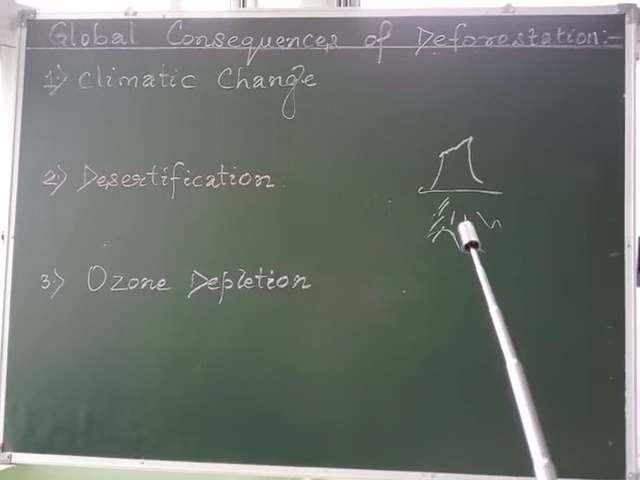 Global Consequences of Deforestation:-
1.) Climatic Change
2.) Desertification
3.) Ozone Depletion